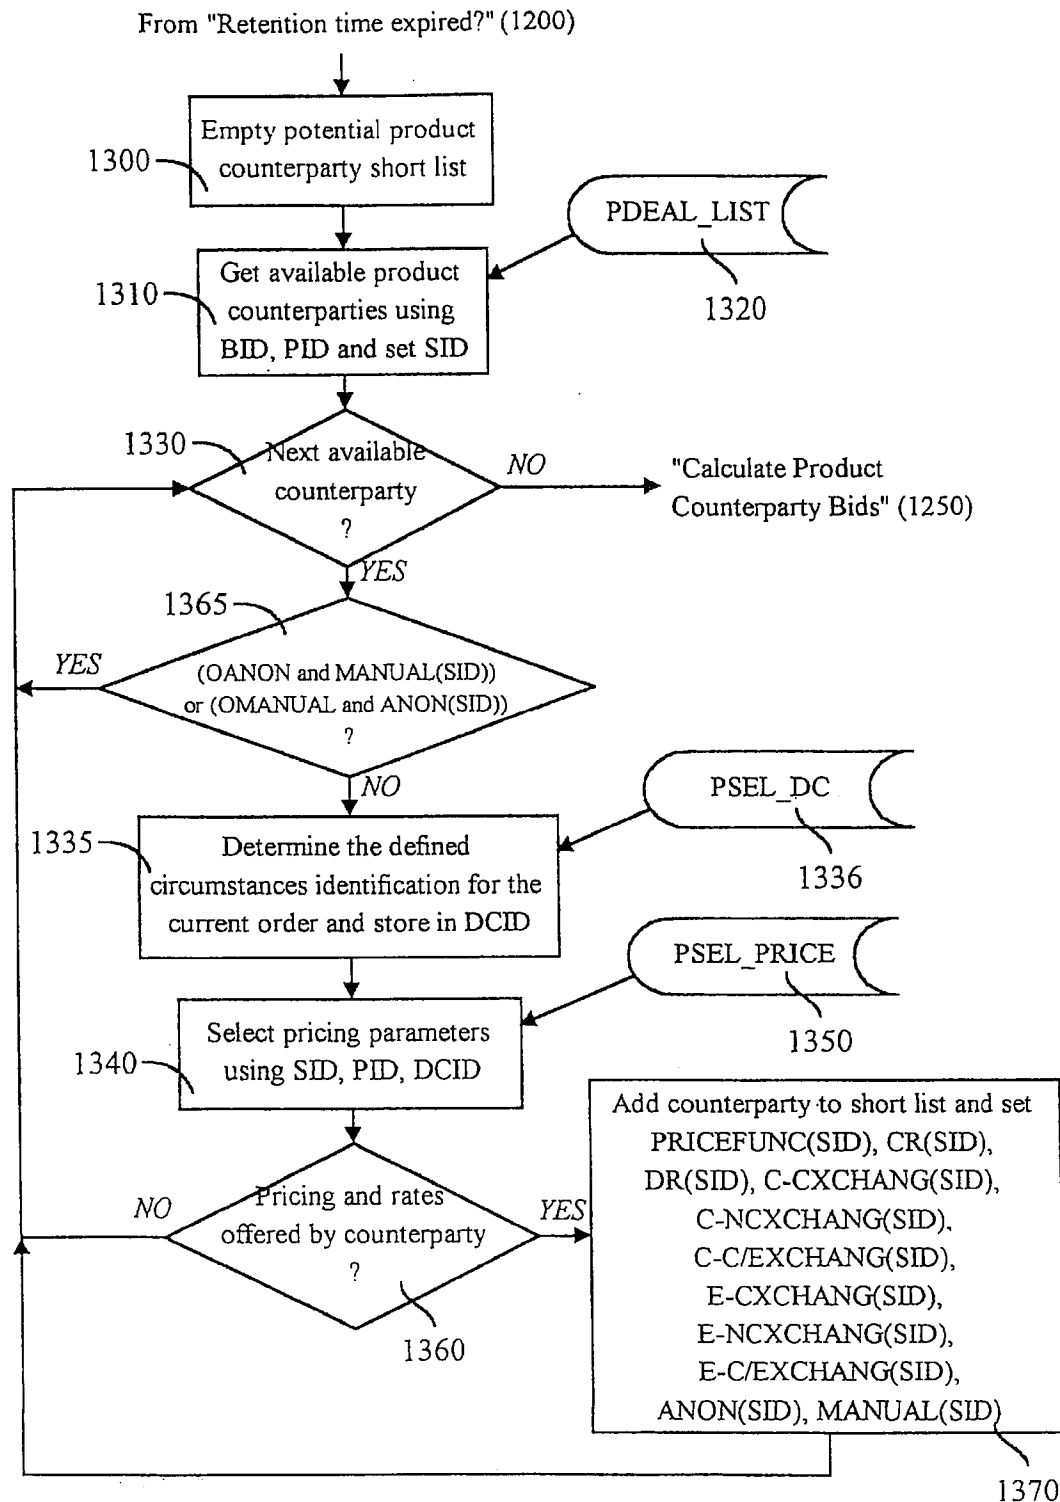 From "Retention time expired?" (1200)
Empty potential product
counterparty short list
1300
PDEAL_LIST
1320
Get available product
counterparties using
BID, PID and set SID
1310
1330
Next available
counterparty
?
NO
"Calculate Product
Counterparty Bids" (1250)
YES
1365
YES
(OANON and MANUAL(SID))
or (OMANUAL and ANON(SID))
?
NO
PSEL_DC
1336
1335
Determine the defined
circumstances identification for the
current order and store in DCID
PSEL_PRICE
1350
Select pricing parameters
using SID, PID, DCID
1340
Pricing and rates
offered by counterparty
?
NO
YES
1360
Add counterparty to short list and set
PRICEFUNC(SID), CR(SID),
DR(SID), C-CXCHANG(SID),
C-NCXCHANG(SID),
C-C/EXCHANG(SID),
E-CXCHANG(SID),
E-NCXCHANG(SID),
E-C/EXCHANG(SID),
ANON(SID), MANUAL(SID)
1370